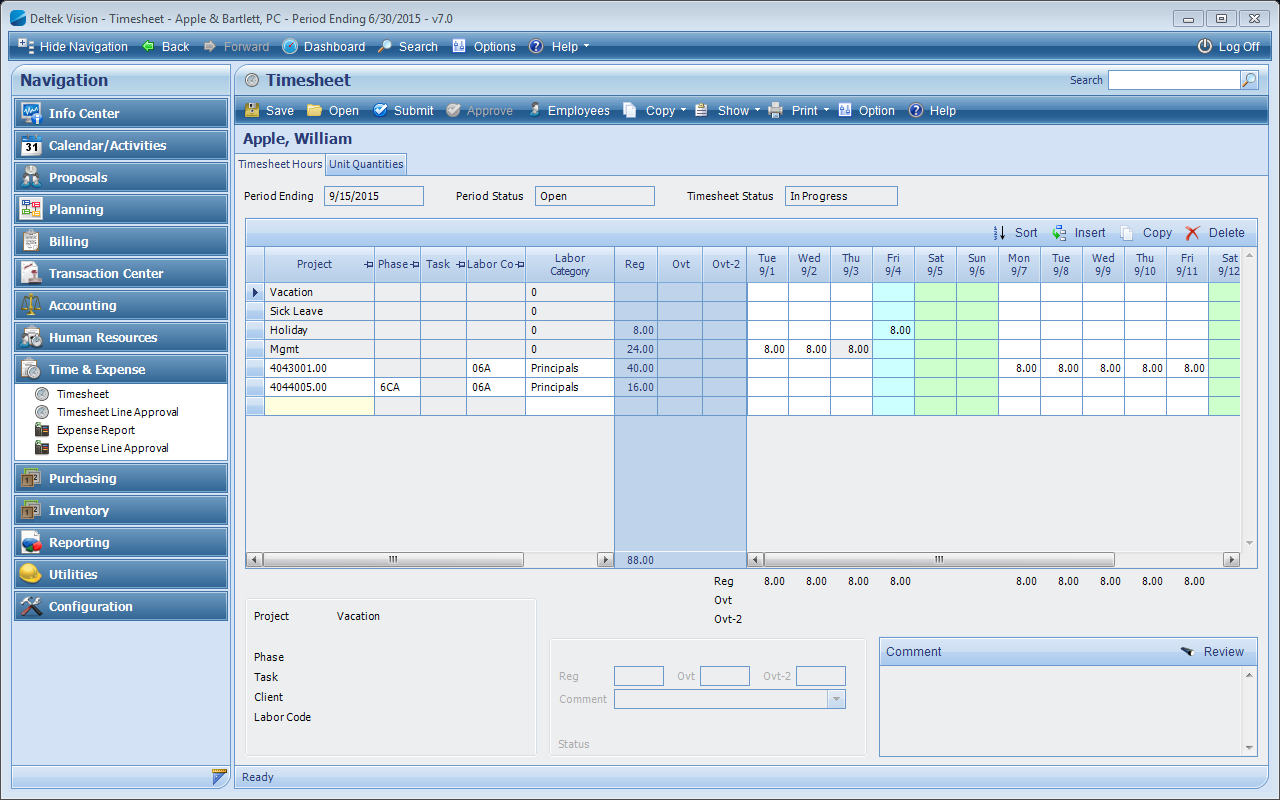 Deltek Vision - Timesheet - Apple & Bartlett, PC - Period Ending 6/30/2015 - v7.0
Hide Navigation Back Forward Dashboard Search Options Help Log Off
Navigation
Info Center
31 Calendar/Activities
Proposals
Planning
Billing
Transaction Center
Accounting
Human Resources
Time & Expense
Timesheet
Timesheet Line Approval
Expense Report
Expense Line Approval
Purchasing
Inventory
Reporting
Utilities
Configuration
Timesheet Search
Save Open Submit Approve Employees Copy Show Print Option Help
Apple, William
Timesheet Hours Unit Quantities
Period Ending 9/15/2015 Period Status Open Timesheet Status In Progress
Sort Insert Copy Delete
Project Phase Task Labor Co Labor Category Reg Ovt Ovt-2 Tue 9/1 Wed 9/2 Thu 9/3 Fri 9/4 Sat 9/5 Sun 9/6 Mon 9/7 Tue 9/8 Wed 9/9 Thu 9/10 Fri 9/11 Sat 9/12
Vacation 0
Sick Leave 0
Holiday 0 8.00 8.00
Mgmt 0 24.00 8.00 8.00 8.00
4043001.00 06A Principals 40.00 8.00 8.00 8.00 8.00 8.00
4044005.00 6CA 06A Principals 16.00
88.00
Reg 8.00 8.00 8.00 8.00 8.00 8.00 8.00 8.00 8.00
Ovt
Ovt-2
Project Vacation
Phase
Task
Client
Labor Code
Reg Ovt Ovt-2
Comment
Status
Comment Review
Ready